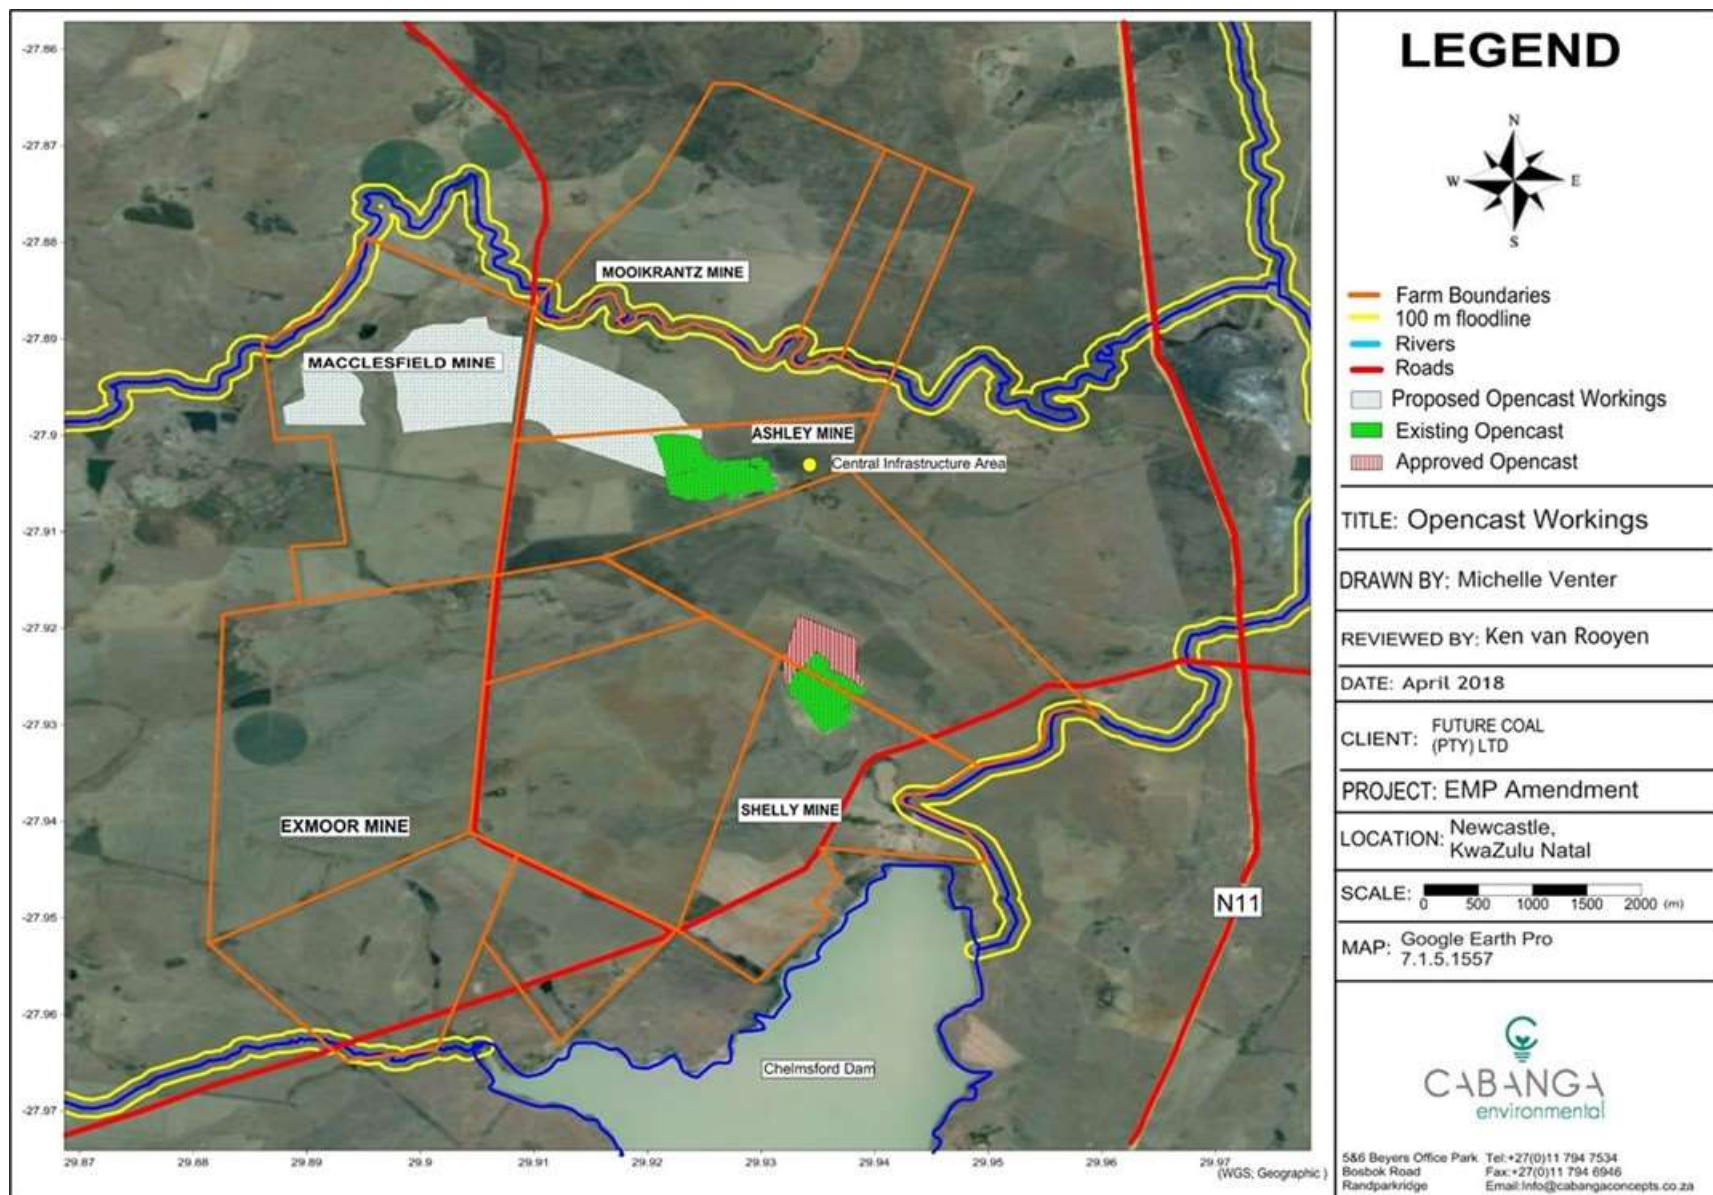 -27.86
-27.87
-27.88
-27.89
-27.9
-27.91
-27.92
-27.93
-27.94
-27.95
-27.96
-27.97
29.87
29.88
29.89
29.9
29.91
29.92
29.93
29.94
29.95
29.96
29.97
(WGS; Geographic )
MOOIKRANTZ MINE
MACCLESFIELD MINE
ASHLEY MINE
Central Infrastructure Area
EXMOOR MINE
SHELLY MINE
N11
Chelmsford Dam
LEGEND
N
W
E
S
Farm Boundaries
100 m floodline
Rivers
Roads
Proposed Opencast Workings
Existing Opencast
Approved Opencast
TITLE: Opencast Workings
DRAWN BY: Michelle Venter
REVIEWED BY: Ken van Rooyen
DATE: April 2018
CLIENT: FUTURE COAL
(PTY) LTD
PROJECT: EMP Amendment
LOCATION: Newcastle,
KwaZulu Natal
SCALE: 0 500 1000 1500 2000 (m)
MAP: Google Earth Pro
7.1.5.1557
CABANGA
environmental
5&6 Beyers Office Park Tel:+27(0)11 794 7534
Bosbok Road Fax:+27(0)11 794 6946
Randparkridge Email:Info@cabangaconcepts.co.za